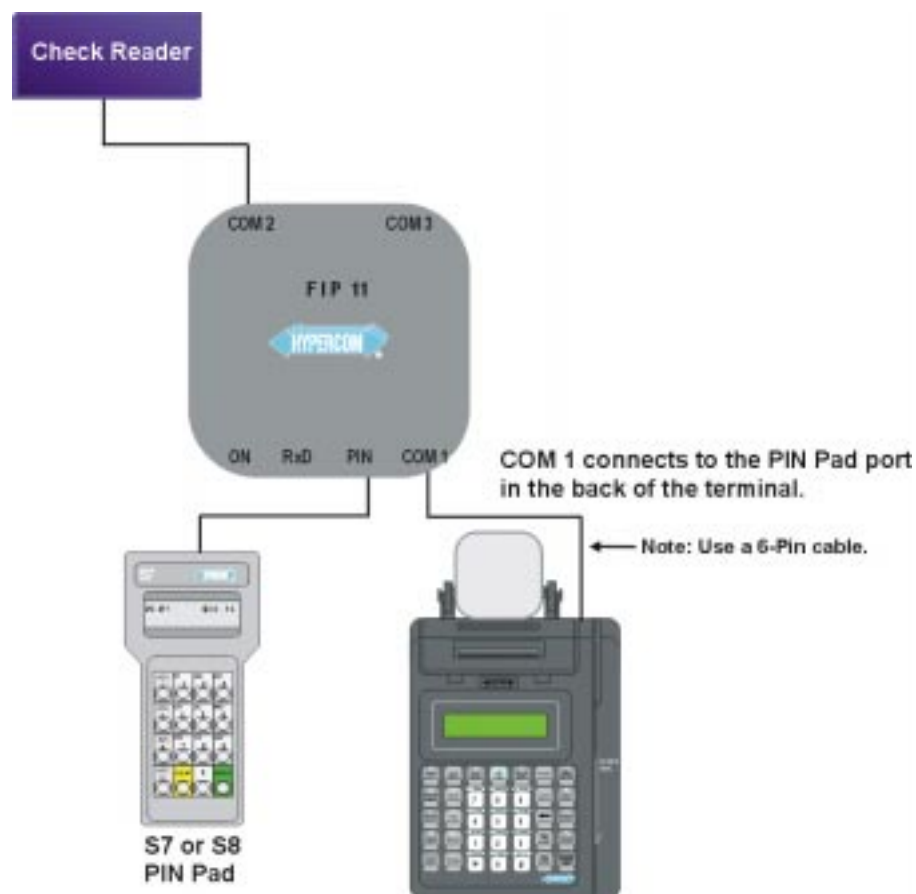 Check Reader
COM 2 COM 3
FIP 11
HYPERCOM
ON RxD PIN COM 1
COM 1 connects to the PIN Pad port
in the back of the terminal.
Note: Use a 6-Pin cable.
S7 or S8
PIN Pad